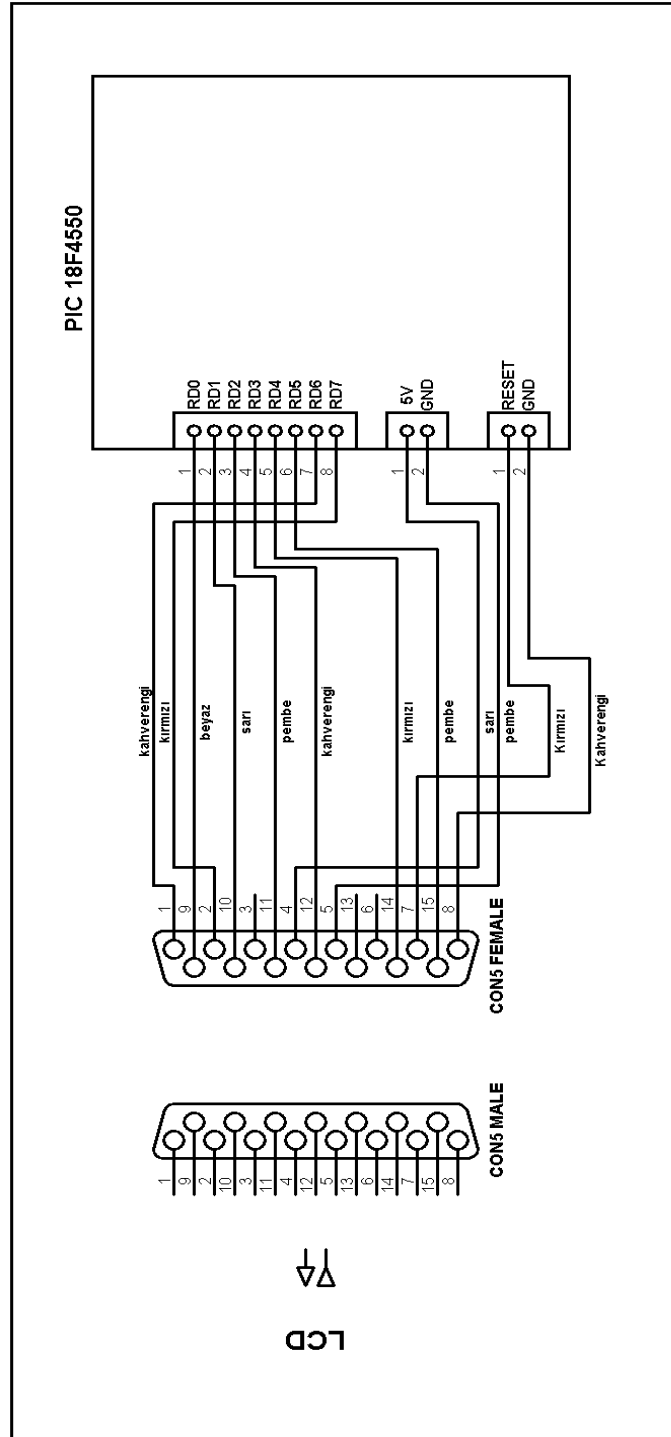 PIC 18F4550
RD0
RD1
RD2
RD3
RD4
RD5
RD6
RD7
5V
GND
RESET
GND
1
2
3
4
5
6
7
8
1
2
1
2
kahverengi
kırmızı
beyaz
sarı
pembe
kahverengi
kırmızı
pembe
sarı
pembe
Kırmızı
Kahverengi
1
9
2
10
3
11
4
12
5
13
6
14
7
15
8
CON5 FEMALE
1
9
2
10
3
11
4
12
5
13
6
14
7
15
8
CON5 MALE
LCD